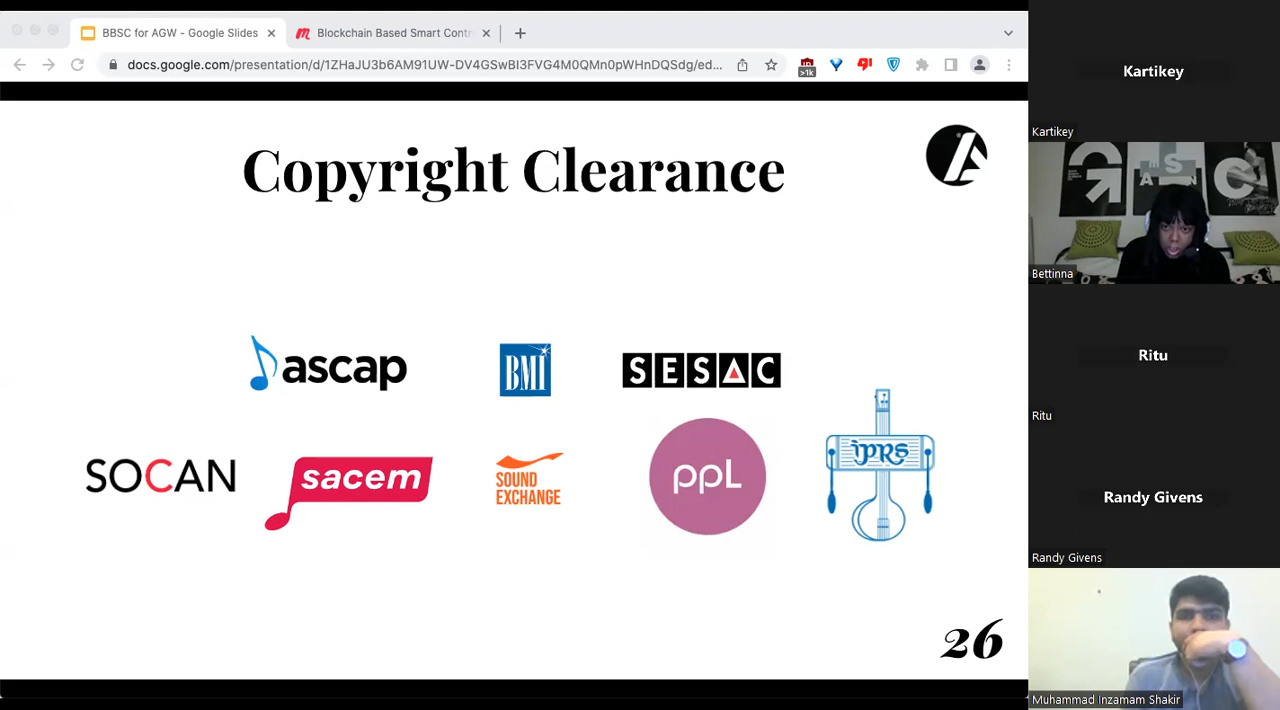 BBSC for AGW - Google Slides
Blockchain Based Smart Contr
docs.google.com/presentation/d/1ZHaJU3b6AM91UW-DV4GSwBI3FVG4M0QMn0pWHnDQSdg/ed...
>1k
Copyright Clearance
ascap
BMI
SESAC
SOCAN
sacem
SOUND
EXCHANGE
ppL
iPRS
26
Kartikey
Kartikey
Bettinna
Ritu
Ritu
Randy Givens
Randy Givens
Muhammad Inzamam Shakir